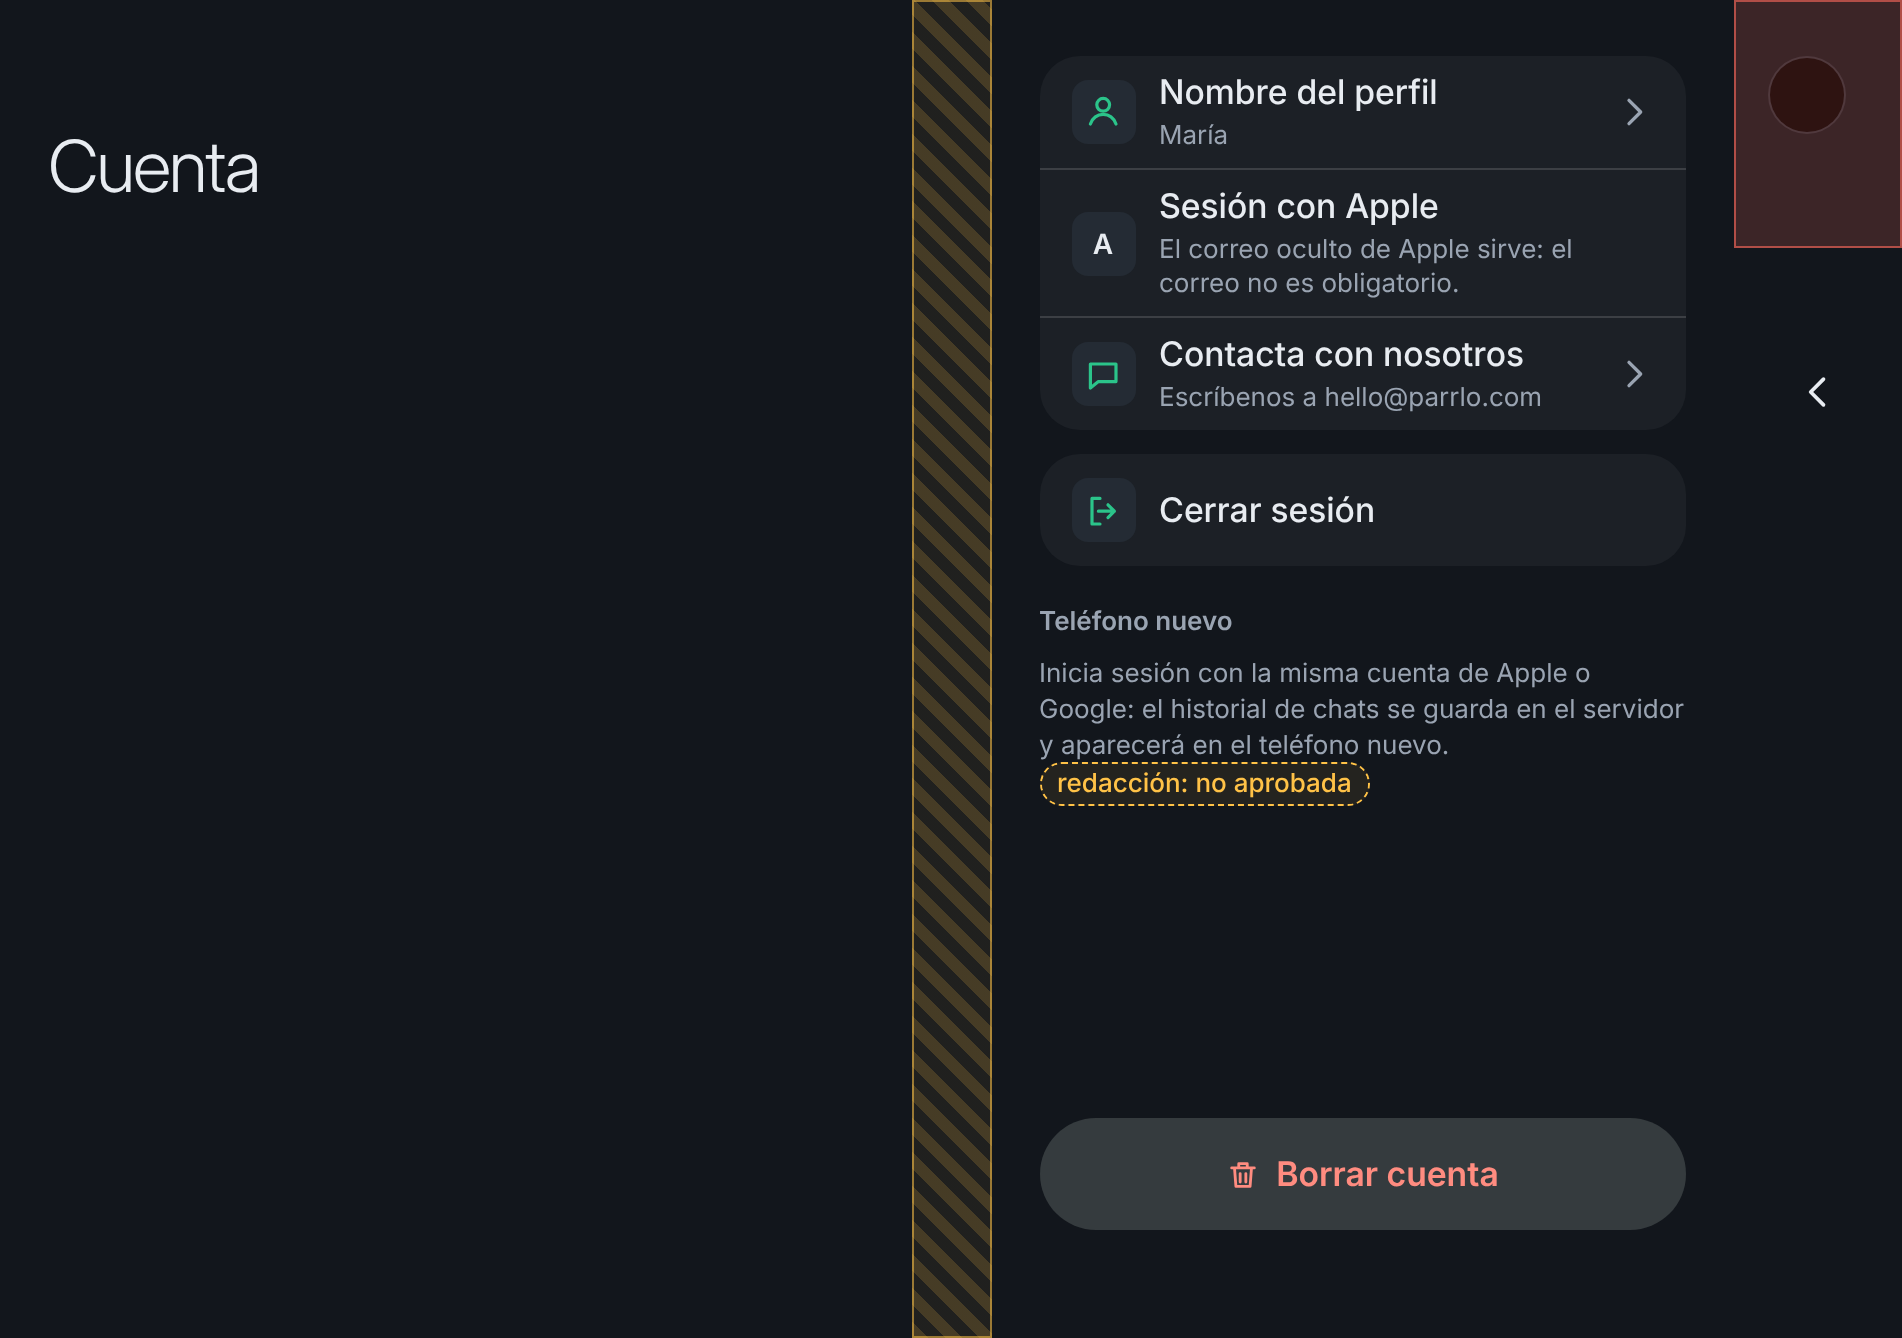 Cuenta
Nombre del perfil
María
A
Sesión con Apple
El correo oculto de Apple sirve: el
correo no es obligatorio.
Contacta con nosotros
Escríbenos a hello@parrlo.com
Cerrar sesión
Teléfono nuevo
Inicia sesión con la misma cuenta de Apple o
Google: el historial de chats se guarda en el servidor
y aparecerá en el teléfono nuevo.
redacción: no aprobada
Borrar cuenta